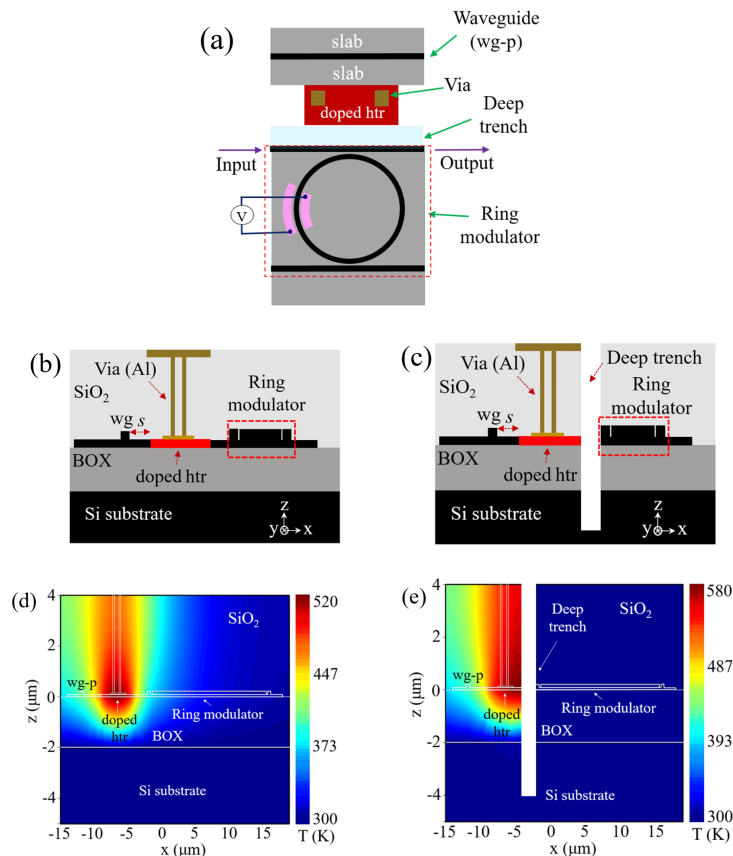 (a)
slab
Waveguide
(wg-p)
slab
Via
doped htr
Deep
trench
Input
Output
V
Ring
modulator
(b)
Via (Al)
SiO2
Ring
modulator
wg s
BOX
doped htr
Si substrate
z
y x
(c)
Deep trench
Via (Al)
SiO2
Ring
modulator
wg s
BOX
doped htr
Si substrate
z
y x
(d)
4
2
0
-2
-4
z (μm)
SiO2
wg-p
doped
htr
Ring modulator
BOX
Si substrate
520
447
373
300
T (K)
-15 -10 -5 0 5 10 15
x (μm)
(e)
4
2
0
-2
-4
z (μm)
SiO2
Deep
trench
wg-p
doped
htr
Ring modulator
BOX
Si substrate
580
487
393
300
T (K)
-15 -10 -5 0 5 10 15
x (μm)